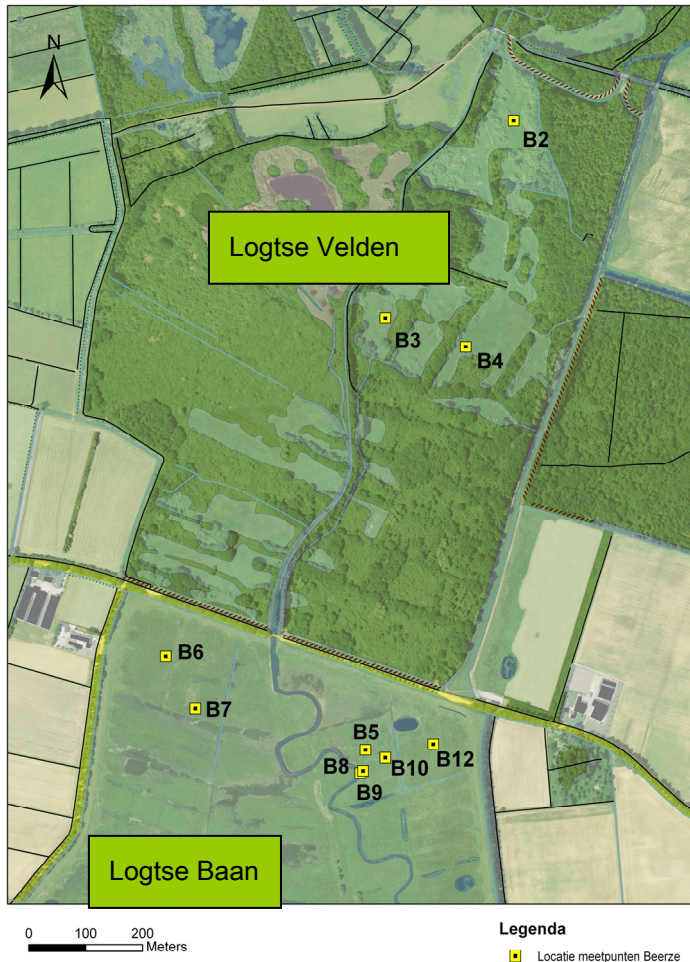 N
B2
Logtse Velden
B3
B4
B6
B7
B5
B12
B10
B8
B9
Logtse Baan
0 100 200
Meters
Legenda
Locatie meetpunten Beerze